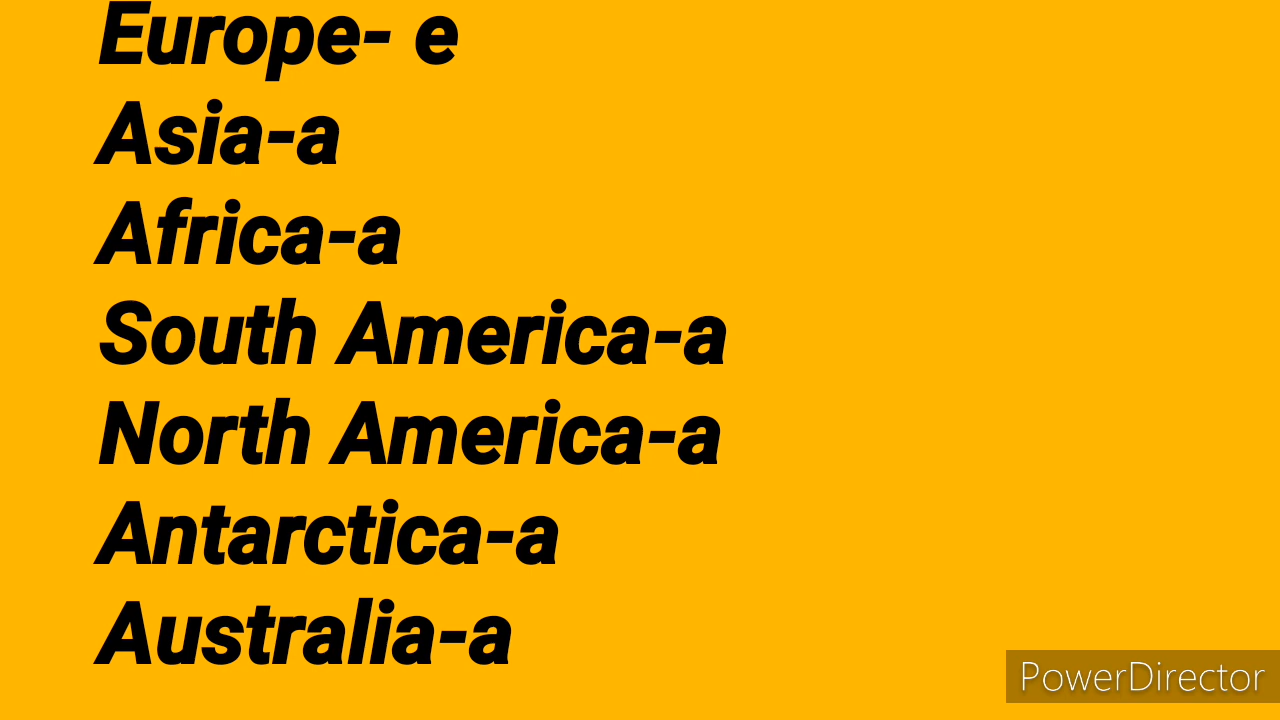 Europe- e
Asia-a
Africa-a
South America-a
North America-a
Antarctica-a
Australia-a
PowerDirector